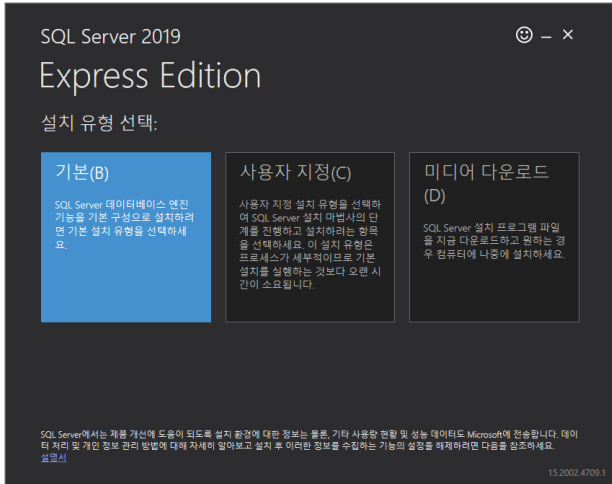 SQL Server 2019
Express Edition
설치 유형 선택:
기본(B)
SQL Server 데이터베이스 엔진
기능을 기본 구성으로 설치하려
면 기본 설치 유형을 선택하세
요.
사용자 지정(C)
사용자 지정 설치 유형을 선택하
여 SQL Server 설치 마법사의 단
계를 진행하고 설치하려는 항목
을 선택하세요. 이 설치 유형은
프로세스가 세부적이므로 기본
설치를 실행하는 것보다 오랜 시
간이 소요됩니다.
미디어 다운로드
(D)
SQL Server 설치 프로그램 파일
을 지금 다운로드하고 원하는 경
우 컴퓨터에 나중에 설치하세요.
SQL Server에서는 제품 개선에 도움이 되도록 설치 환경에 대한 정보는 물론, 기타 사용량 현황 및 성능 데이터도 Microsoft에 전송합니다. 데이
터 처리 및 개인 정보 관리 방법에 대해 자세히 알아보고 설치 후 이러한 정보를 수집하는 기능의 설정을 해제하려면 다음을 참조하세요.
설명서
15.2002.4709.1